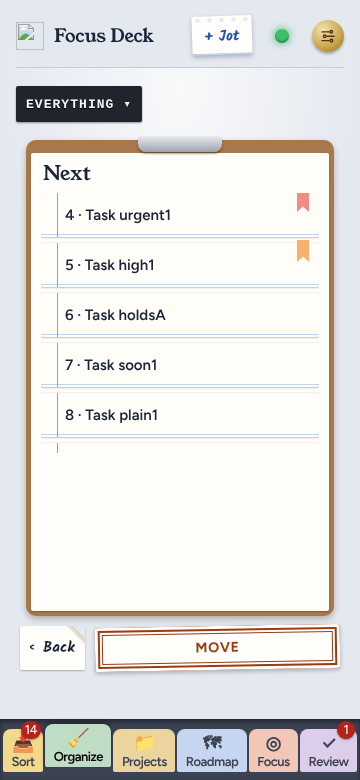 Focus Deck
+ Jot
EVERYTHING ▾
Next
4 · Task urgent1
5 · Task high1
6 · Task holdsA
7 · Task soon1
8 · Task plain1
‹ Back
MOVE
14
1
Sort
Organize
Projects
Roadmap
Focus
Review